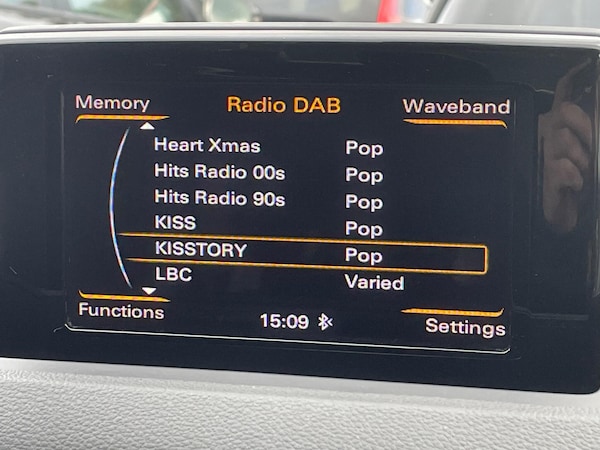 Memory Radio DAB Waveband
Heart Xmas Pop
Hits Radio 00s Pop
Hits Radio 90s Pop
KISS Pop
KISSTORY Pop
LBC Varied
Functions 15:09 Settings